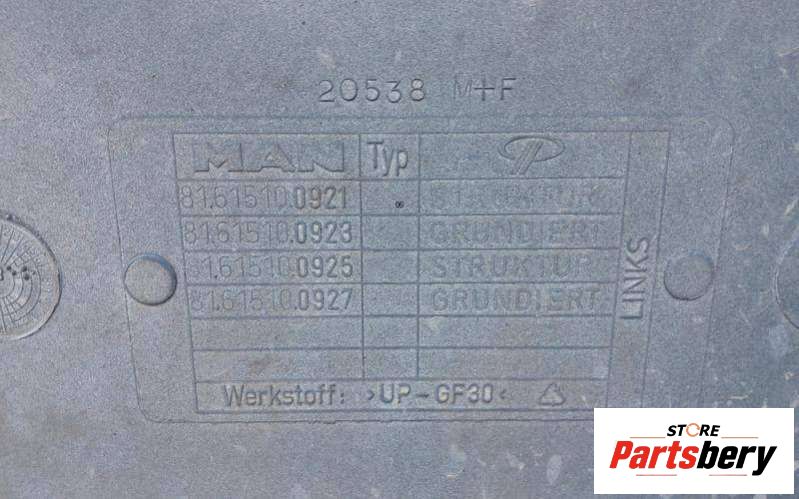 20538 M+F
MAN Typ
81.61510.0921 STRUKTUR
81.61510.0923 GRUNDIERT
81.61510.0925 STRUKTUR
81.61510.0927 GRUNDIERT
LINKS
Werkstoff: >UP-GF30<
STORE
Partsbery